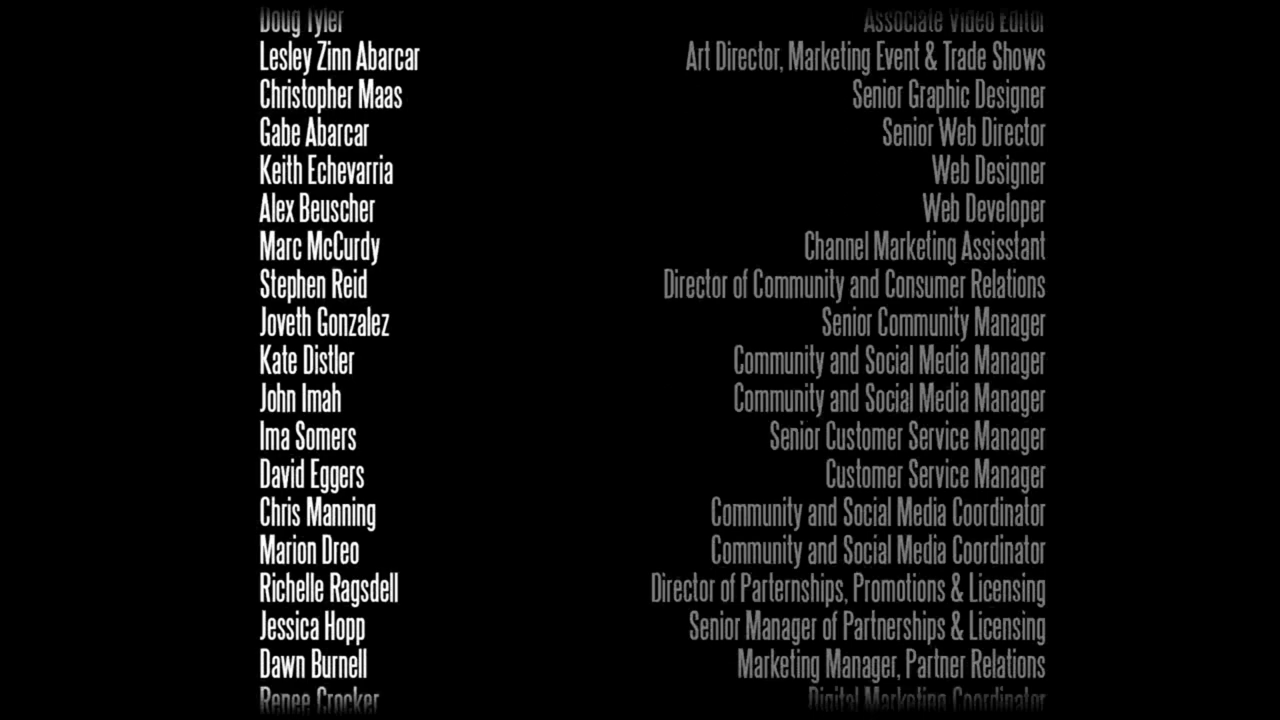 Doug Tyler Associate Video Editor
Lesley Zinn Abarcar Art Director, Marketing Event & Trade Shows
Christopher Maas Senior Graphic Designer
Gabe Abarcar Senior Web Director
Keith Echevarria Web Designer
Alex Beuscher Web Developer
Marc McCurdy Channel Marketing Assisstant
Stephen Reid Director of Community and Consumer Relations
Joveth Gonzalez Senior Community Manager
Kate Distler Community and Social Media Manager
John Imah Community and Social Media Manager
Ima Somers Senior Customer Service Manager
David Eggers Customer Service Manager
Chris Manning Community and Social Media Coordinator
Marion Dreo Community and Social Media Coordinator
Richelle Ragsdell Director of Parternships, Promotions & Licensing
Jessica Hopp Senior Manager of Partnerships & Licensing
Dawn Burnell Marketing Manager, Partner Relations
Renee Crocker Digital Marketing Coordinator